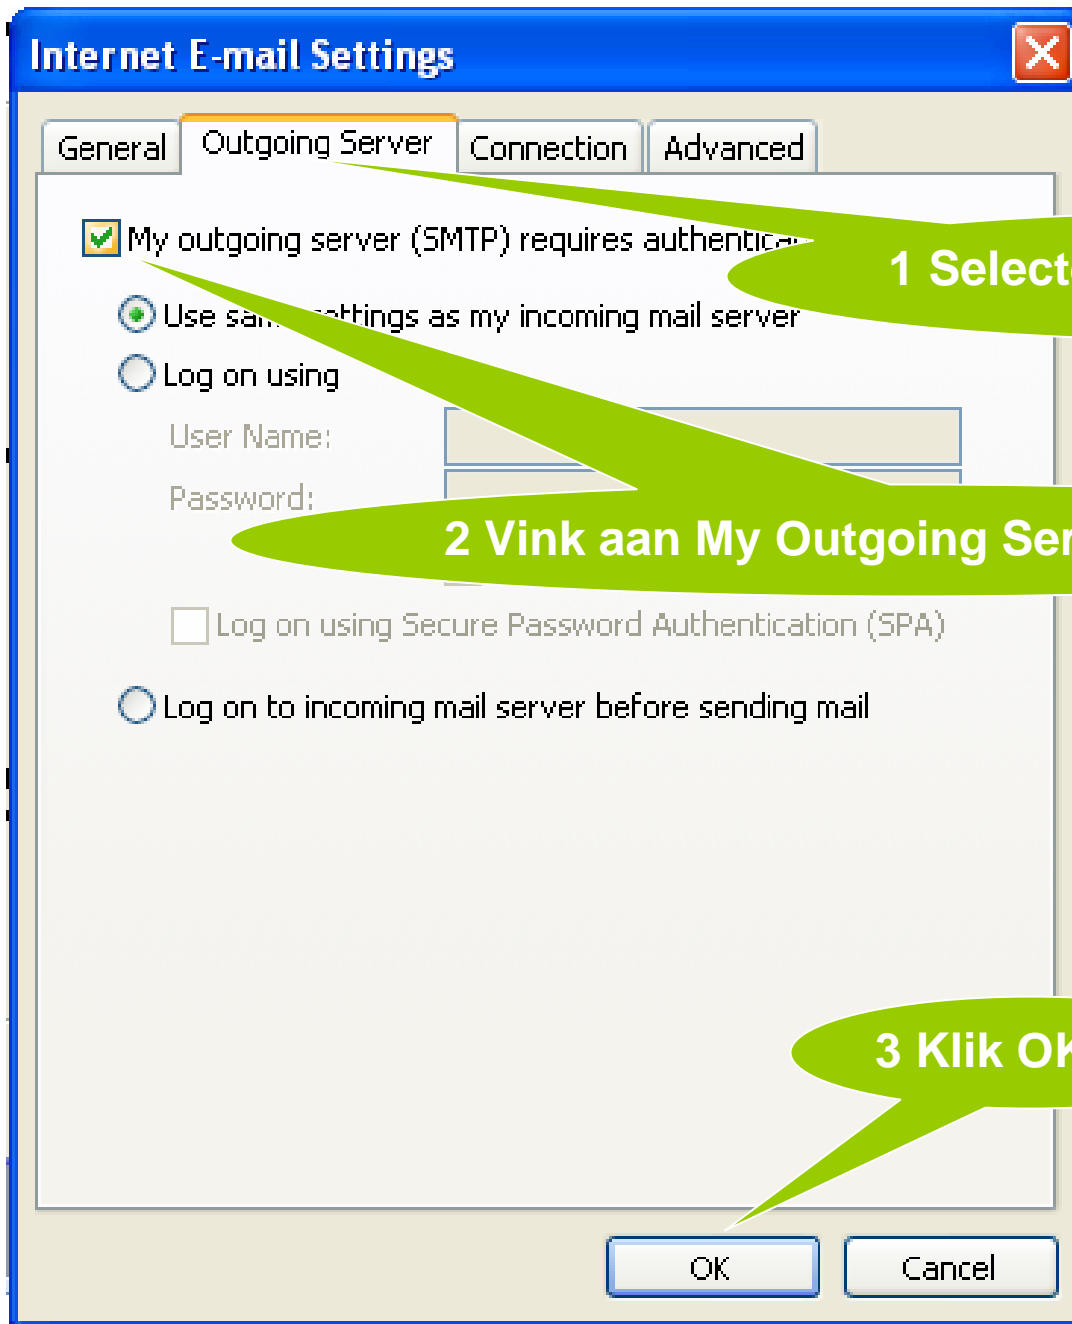 Internet E-mail Settings
General Outgoing Server Connection Advanced
My outgoing server (SMTP) requires
1
Use settings as my incoming mail server
Log on using
User Name:
Password:
2 Vink aan My Outgoing
Log on using Secure Password Authentication (SPA)
Log on to incoming mail server before sending mail
3 Klik OK
OK Cancel